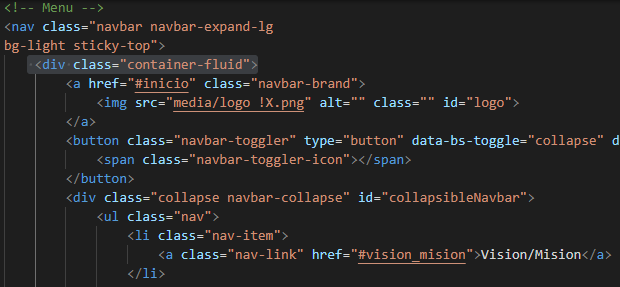 <!-- Menu -->
<nav class="navbar navbar-expand-lg
bg-light sticky-top">
<div class="container-fluid">
<a href="#inicio" class="navbar-brand">
<img src="media/logo !X.png" alt="" class="" id="logo">
</a>
<button class="navbar-toggler" type="button" data-bs-toggle="collapse" d
<span class="navbar-toggler-icon"></span>
</button>
<div class="collapse navbar-collapse" id="collapsibleNavbar">
<ul class="nav">
<li class="nav-item">
<a class="nav-link" href="#vision_mision">Vision/Mision</a>
</li>